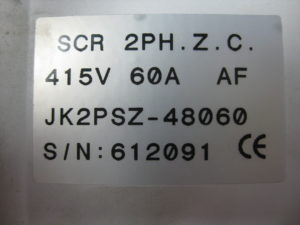 SCR 2PH.Z.C.
415V 60A AF
JK2PSZ-48060
S/N:612091 CE